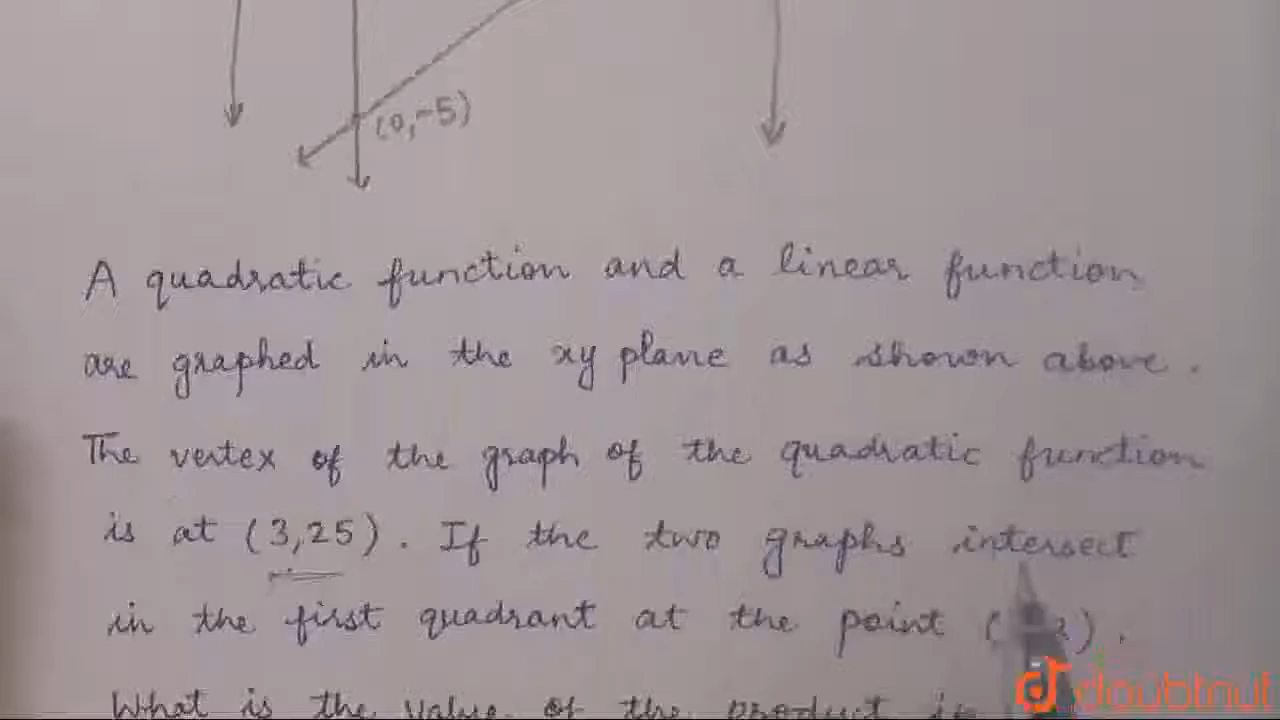 (0,-5)
A quadratic function and a linear function
are graphed in the xy plane as shown above.
The vertex of the graph of the quadratic function
is at (3,25). If the two graphs intersect
in the first quadrant at the point (
What is the value of the product
doubtnut